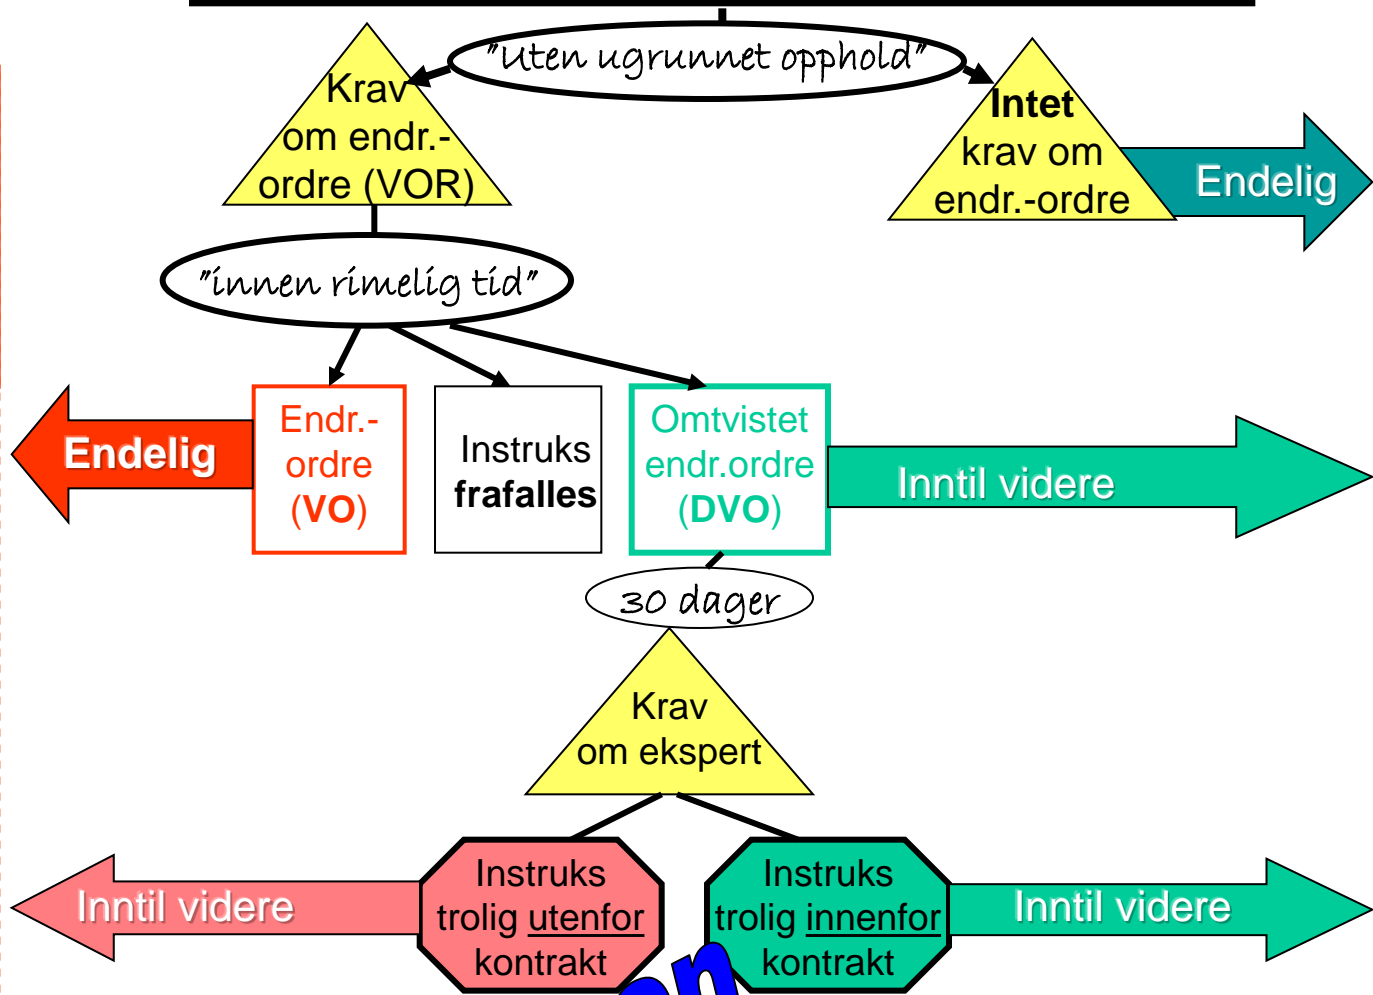 "Uten ugrunnet opphold"
Krav
om endr.-
ordre (VOR)
Intet
krav om
endr.-ordre
Endelig
"innen rimelig tid"
Endelig
Endr.-
ordre
(VO)
Instruks
frafalles
Omtvistet
endr.ordre
(DVO)
Inntil videre
30 dager
Krav
om ekspert
Inntil videre
Instruks
trolig utenfor
kontrakt
Instruks
trolig innenfor
kontrakt
Inntil videre